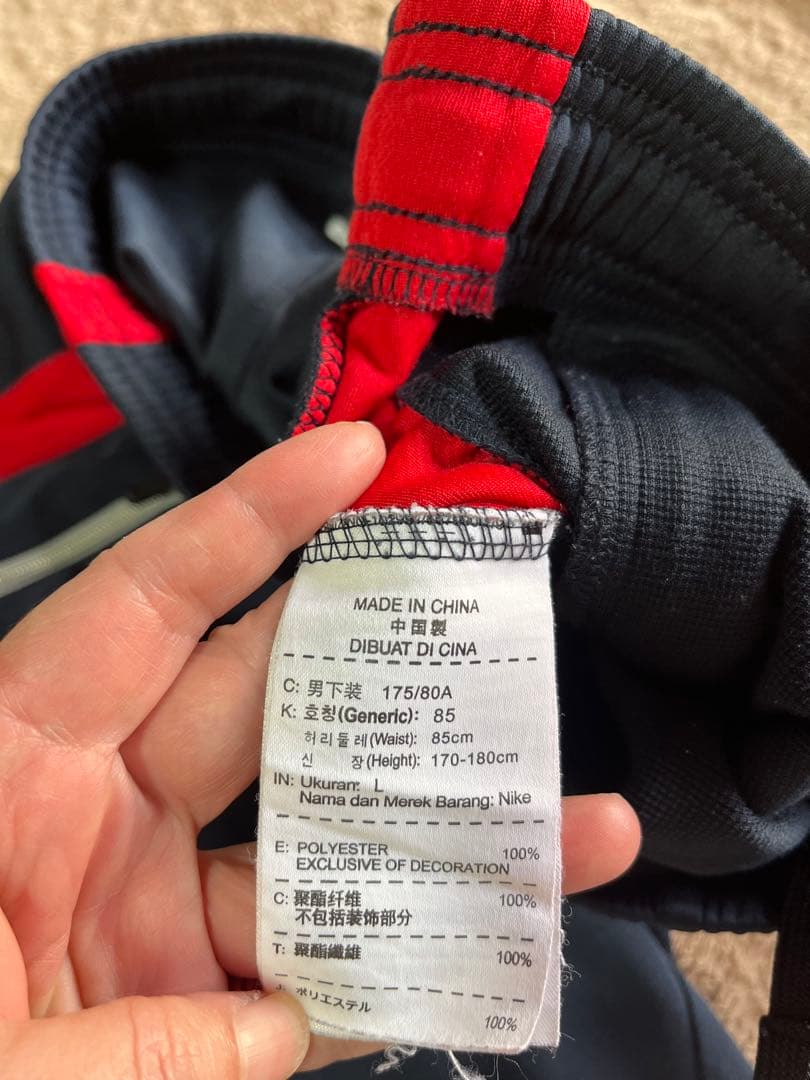 MADE IN CHINA
中国製
DIBUAT DI CINA
C: 男下装 175/80A
K: 호칭(Generic): 85
허리둘레(Waist): 85cm
신 장(Height): 170-180cm
IN: Ukuran: L
Nama dan Merek Barang: Nike
E: POLYESTER 100%
EXCLUSIVE OF DECORATION
C: 聚酯纤维 100%
不包括装饰部分
T: 聚酯纖維 100%
ポリエステル 100%